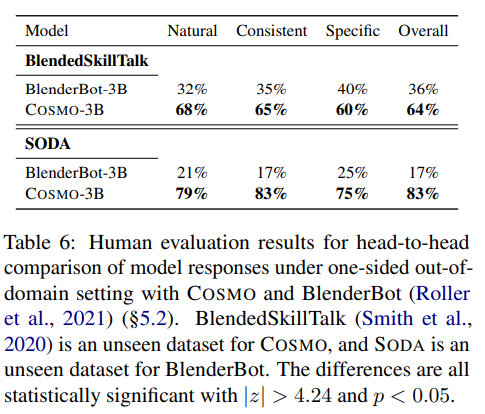 Model Natural Consistent Specific Overall
BlendedSkillTalk
BlenderBot-3B 32% 35% 40% 36%
COSMO-3B 68% 65% 60% 64%
SODA
BlenderBot-3B 21% 17% 25% 17%
COSMO-3B 79% 83% 75% 83%
Table 6: Human evaluation results for head-to-head
comparison of model responses under one-sided out-of-
domain setting with COSMO and BlenderBot (Roller
et al., 2021) (§5.2). BlendedSkillTalk (Smith et al.,
2020) is an unseen dataset for COSMO, and SODA is an
unseen dataset for BlenderBot. The differences are all
statistically significant with |z| > 4.24 and p < 0.05.